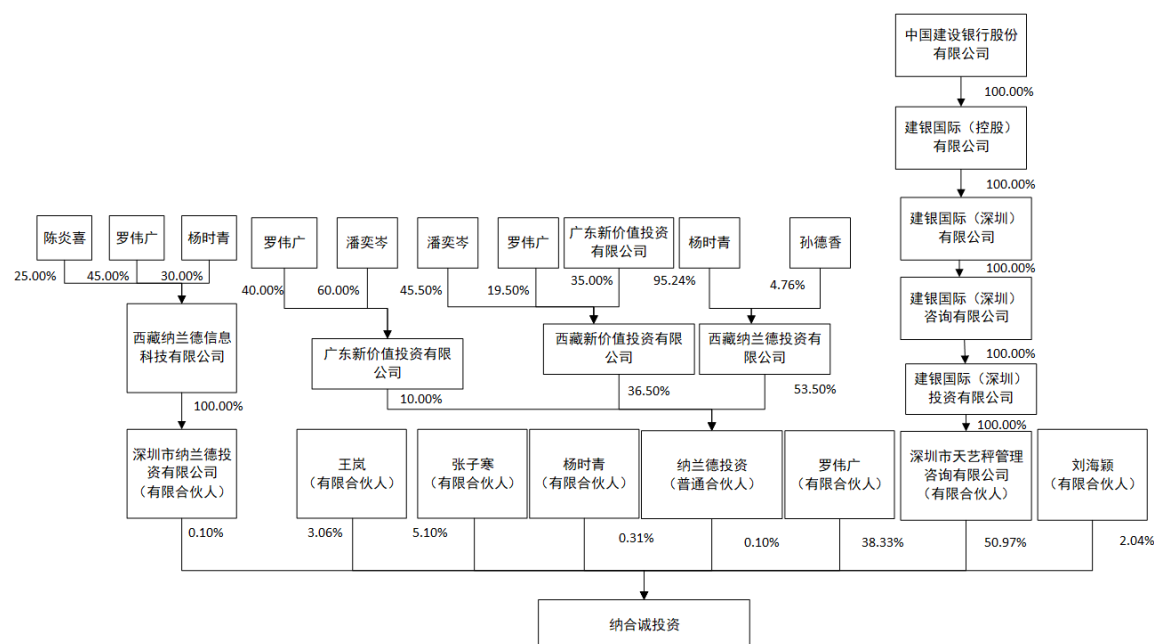 中国建设银行股份
有限公司
100.00%
建银国际（控股）
有限公司
100.00%
建银国际（深圳）
有限公司
100.00%
建银国际（深圳）
咨询有限公司
100.00%
建银国际（深圳）
投资有限公司
100.00%
陈炎喜
罗伟广
杨时青
25.00%
45.00%
30.00%
西藏纳兰德信息
科技有限公司
100.00%
罗伟广
潘奕岑
40.00%
60.00%
广东新价值投资有限
公司
10.00%
潘奕岑
罗伟广
广东新价值投资
有限公司
45.50%
19.50%
35.00%
西藏新价值投资有限
公司
36.50%
杨时青
孙德香
95.24%
4.76%
西藏纳兰德投资有
限公司
53.50%
深圳市纳兰德投
资有限公司
（有限合伙人）
王岚
（有限合伙人）
张子寒
（有限合伙人）
杨时青
（有限合伙人）
纳兰德投资
（普通合伙人）
罗伟广
（有限合伙人）
深圳市天艺秤管理
咨询有限公司
（有限合伙人）
刘海颖
（有限合伙人）
0.10%
3.06%
5.10%
0.31%
0.10%
38.33%
50.97%
2.04%
纳合诚投资